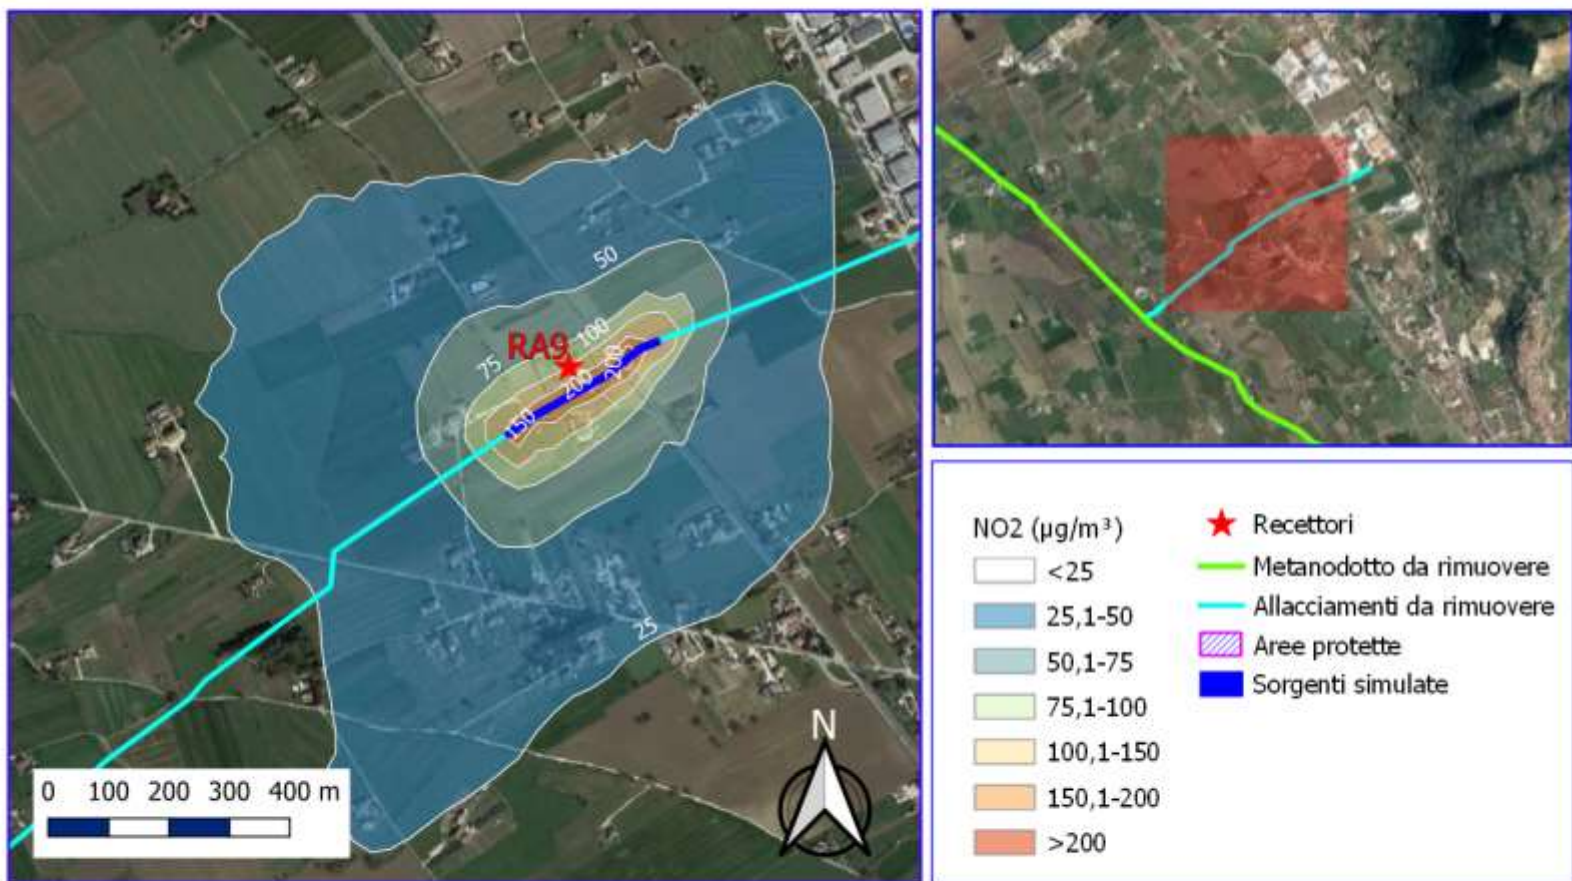 50
75
RA9
100
200
200
150
25
N
0 100 200 300 400 m
NO2 (µg/m³)
<25
25,1-50
50,1-75
75,1-100
100,1-150
150,1-200
>200
Recettori
Metanodotto da rimuovere
Allacciamenti da rimuovere
Aree protette
Sorgenti simulate